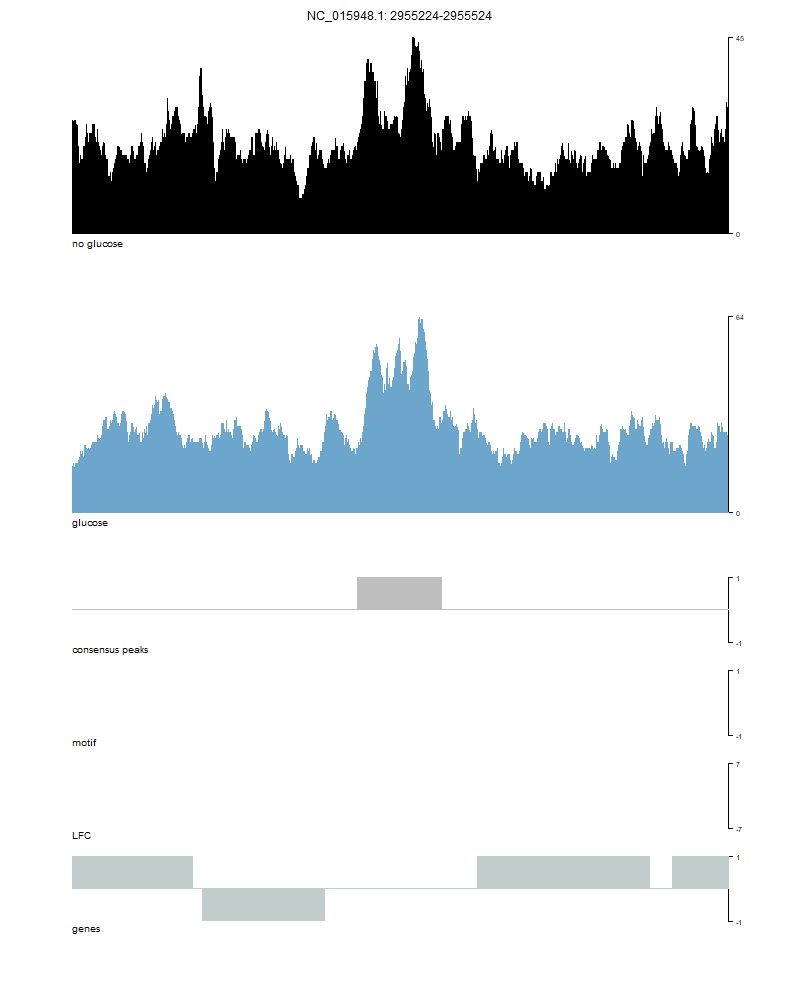 NC_015948.1: 2955224-2955524
45
0
no glucose
64
0
glucose
1
-1
consensus peaks
1
-1
motif
7
-7
LFC
1
-1
genes